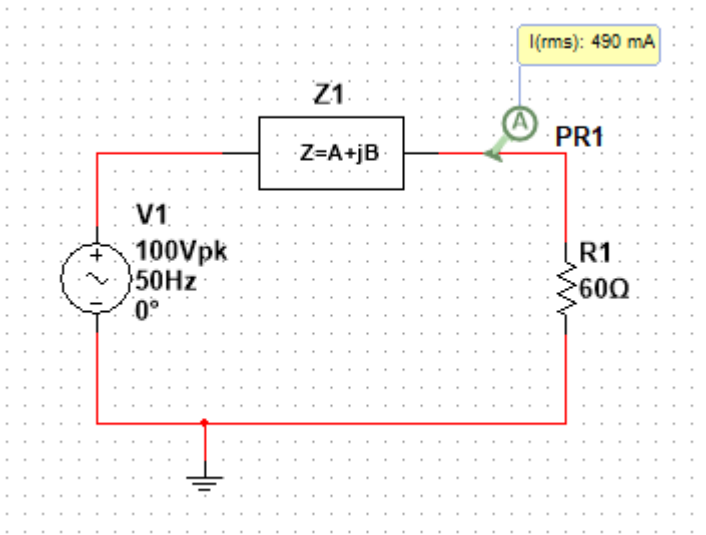 I(rms): 490 mA
Z1
Z=A+jB
A
PR1
V1
100Vpk
50Hz
0°
R1
60Ω